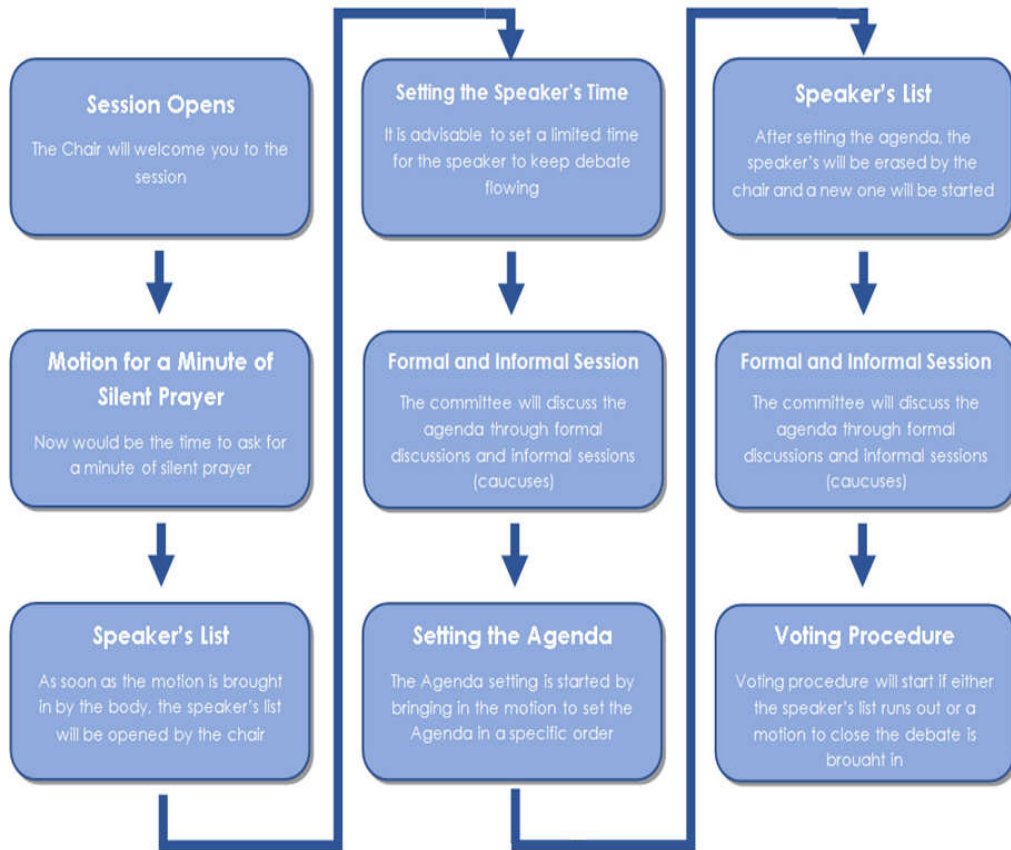 Session Opens
The Chair will welcome you to the
session
Motion for a Minute of
Silent Prayer
Now would be the time to ask for
a minute of silent prayer
Speaker's List
As soon as the motion is brought
in by the body, the speaker's list
will be opened by the chair
Setting the Speaker's Time
It is advisable to set a limited time
for the speaker to keep debate
flowing
Formal and Informal Session
The committee will discuss the
agenda through formal
discussions and informal sessions
(caucuses)
Setting the Agenda
The Agenda setting is started by
bringing in the motion to set the
Agenda in a specific order
Speaker's List
After setting the agenda, the
speaker's will be erased by the
chair and a new one will be started
Formal and Informal Session
The committee will discuss the
agenda through formal
discussions and informal sessions
(caucuses)
Voting Procedure
Voting procedure will start if either
the speaker's list runs out or a
motion to close the debate is
brought in